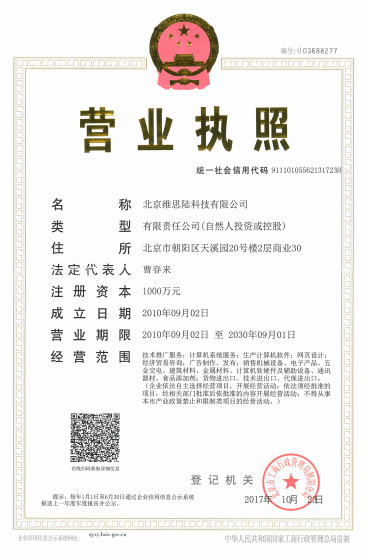 编号:003688277
营业执照
统一社会信用代码 91110105562131723H
名称 北京维思陆科技有限公司
类型 有限责任公司(自然人投资或控股)
住所 北京市朝阳区天溪园20号楼2层商业30
法定代表人 曹春来
注册资本 1000万元
成立日期 2010年09月02日
营业期限 2010年09月02日 至 2030年09月01日
经营范围 技术推广服务；计算机系统服务；生产计算机软件；网页设计；
经济贸易咨询；广告制作、发布；销售机械设备、电子产品、五
金交电、建筑材料、金属材料、计算机软硬件及辅助设备、通讯
器材、食品添加剂；货物进出口、技术进出口、代理进出口。
（企业依法自主选择经营项目，开展经营活动；依法须经批准的
项目，经相关部门批准后依批准的内容开展经营活动；不得从事
本市产业政策禁止和限制类项目的经营活动。）
在线扫码获取详细信息
登记机关
2017年 10月 23日
提示：每年1月1日至6月30日通过企业信用信息公示系统
报送上一年度年度报告并公示。
企业信用信息公示系统网址： qyxy.baic.gov.cn
中华人民共和国国家工商行政管理总局监制